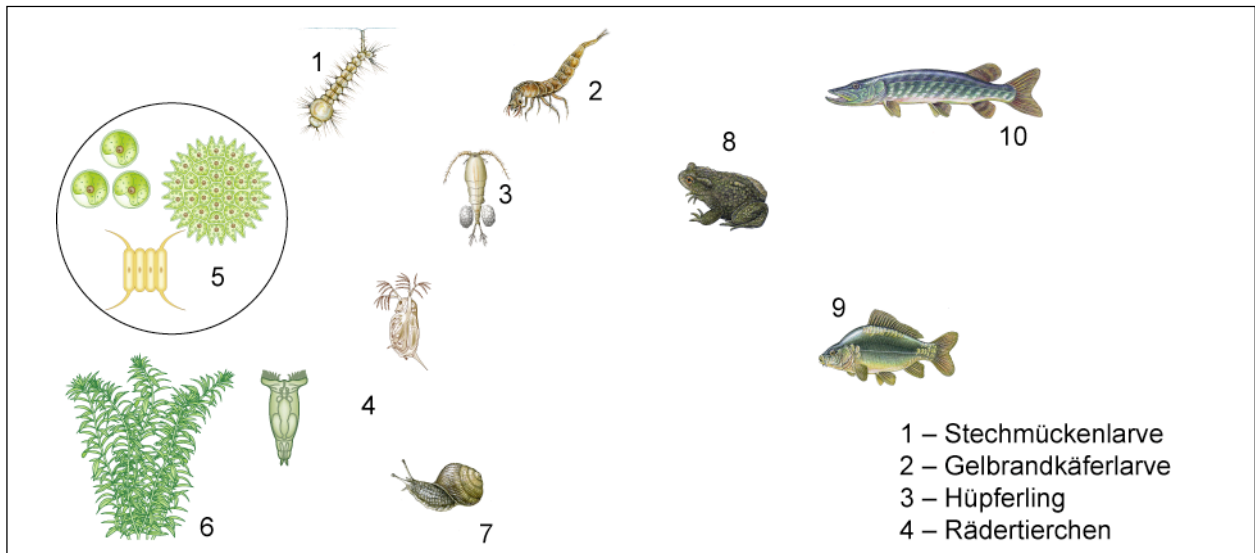 1
2
3
4
5
6
7
8
9
10
1 – Stechmückenlarve
2 – Gelbrandkäferlarve
3 – Hüpferling
4 – Rädertierchen